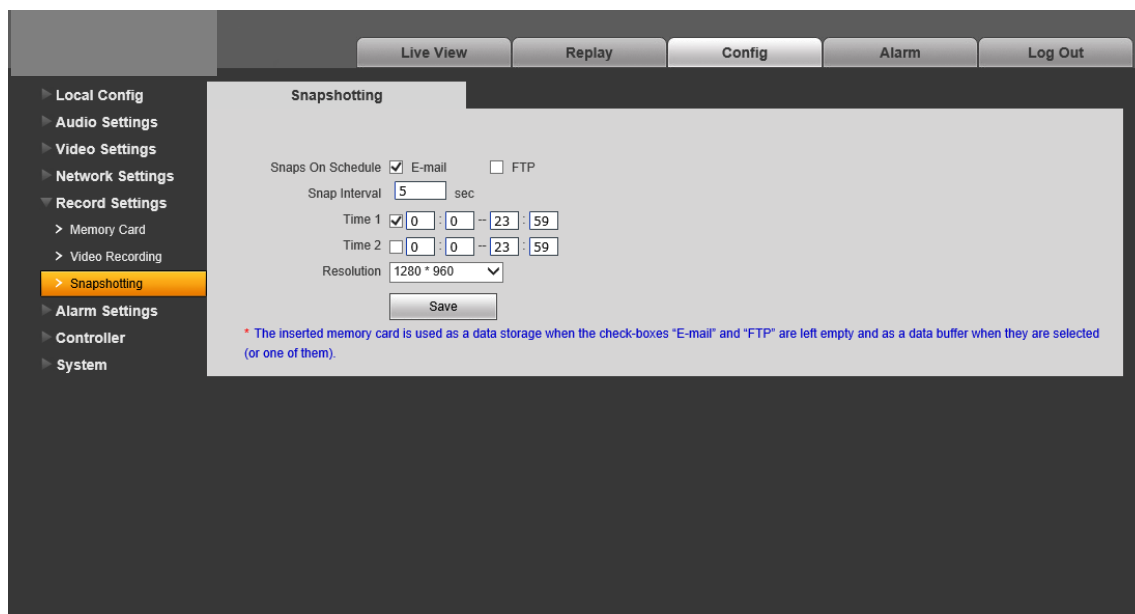 Live View Replay Config Alarm Log Out
Local Config
Audio Settings
Video Settings
Network Settings
Record Settings
> Memory Card
> Video Recording
> Snapshotting
Alarm Settings
Controller
System
Snapshotting
Snaps On Schedule E-mail FTP
Snap Interval 5 sec
Time 1 0 : 0 -- 23 : 59
Time 2 0 : 0 -- 23 : 59
Resolution 1280 * 960
Save
* The inserted memory card is used as a data storage when the check-boxes “E-mail” and “FTP” are left empty and as a data buffer when they are selected
(or one of them).